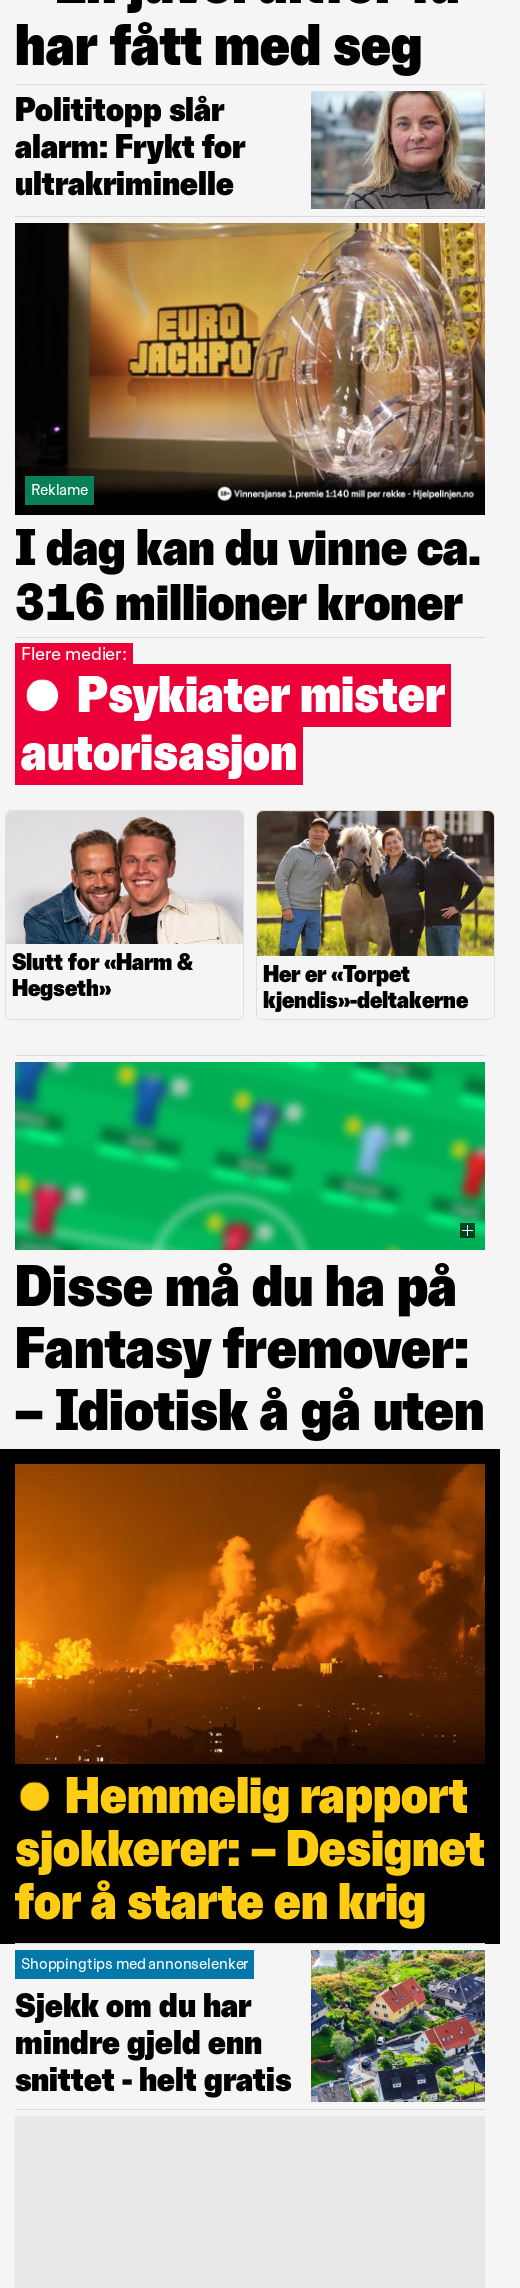 har fått med seg
Polititopp slår
alarm: Frykt for
ultrakriminelle
EURO
JACKPOT
Reklame
18+ Vinnersjanse 1.premie 1:140 mill per rekke - Hjelpelinjen.no
I dag kan du vinne ca.
316 millioner kroner
Flere medier:
Psykiater mister
autorisasjon
Slutt for «Harm &
Hegseth»
Her er «Torpet
kjendis»-deltakerne
Disse må du ha på
Fantasy fremover:
– Idiotisk å gå uten
Hemmelig rapport
sjokkerer: – Designet
for å starte en krig
Shoppingtips med annonselenker
Sjekk om du har
mindre gjeld enn
snittet - helt gratis